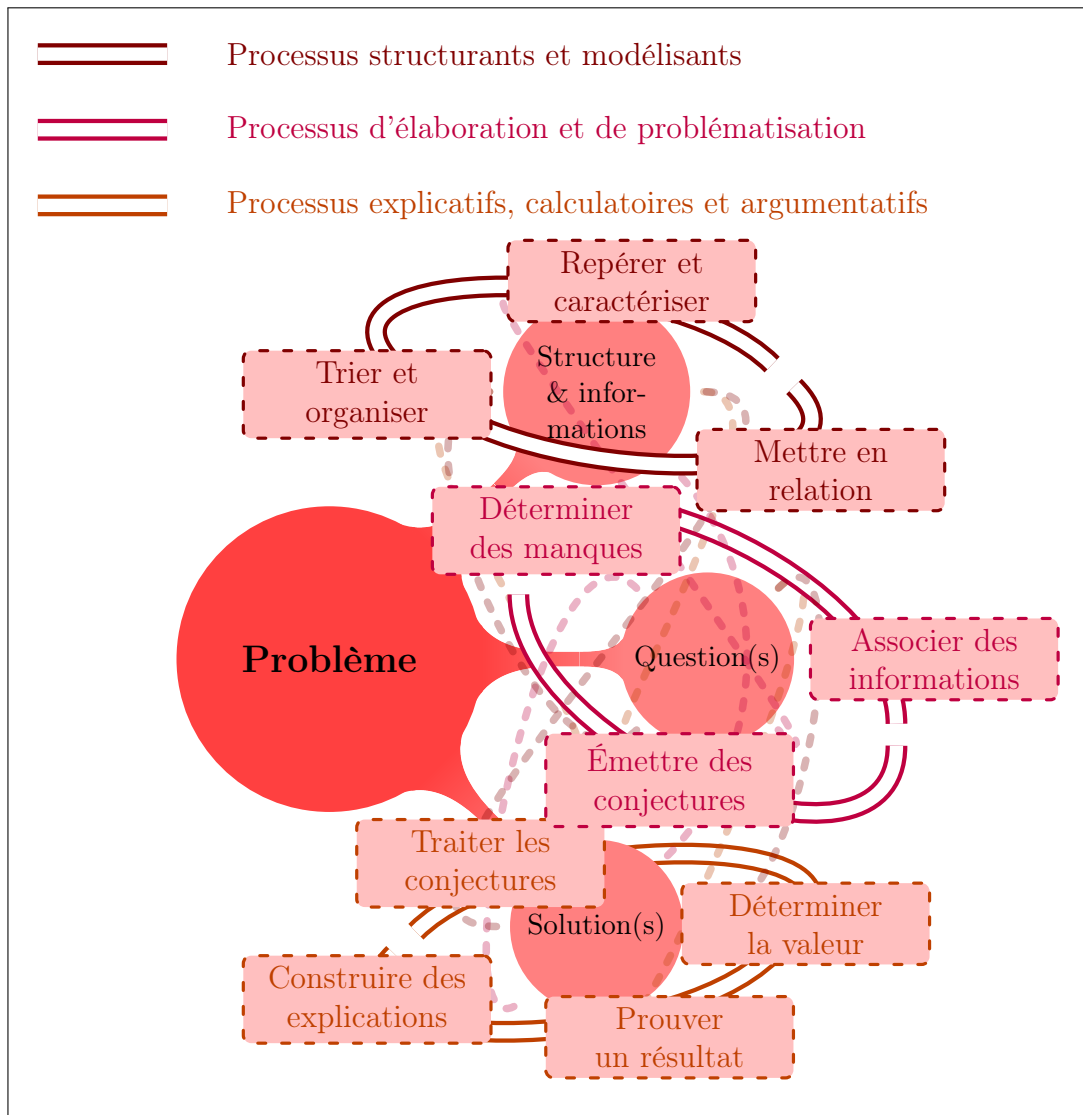 Processus structurants et modélisants
Processus d'élaboration et de problématisation
Processus explicatifs, calculatoires et argumentatifs
Repérer et
caractériser
Structure
& infor-
mations
Trier et
organiser
Mettre en
relation
Déterminer
des manques
Problème
Question(s)
Associer des
informations
Émettre des
conjectures
Traiter les
conjectures
Solution(s)
Déterminer
la valeur
Construire des
explications
Prouver
un résultat